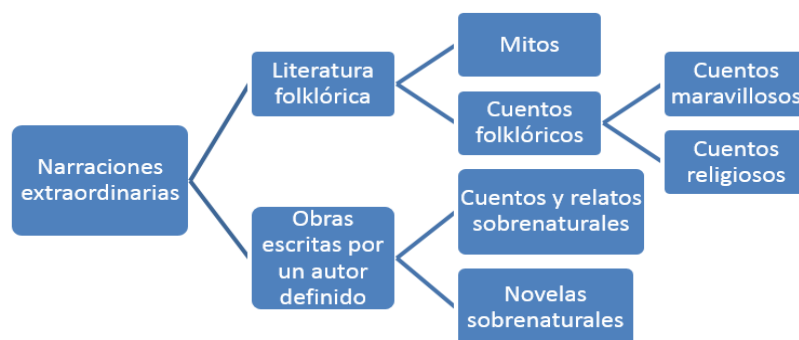 Narraciones
extraordinarias
Literatura
folklórica
Mitos
Cuentos
folklóricos
Cuentos
maravillosos
Cuentos
religiosos
Obras
escritas por
un autor
definido
Cuentos y relatos
sobrenaturales
Novelas
sobrenaturales